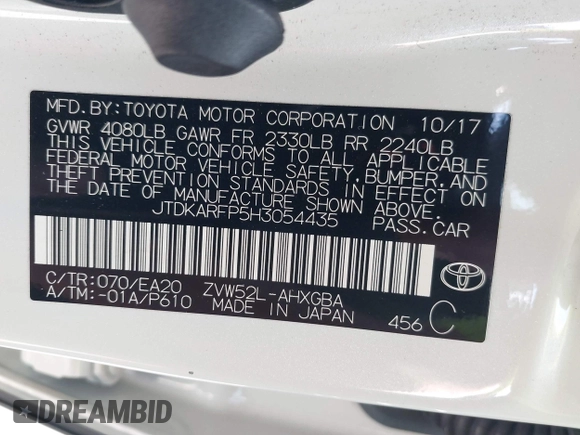 MFD.BY:TOYOTA MOTOR CORPORATION 10/17
GVWR 4080LB GAWR FR 2330LB RR 2240LB
THIS VEHICLE CONFORMS TO ALL APPLICABLE
FEDERAL MOTOR VEHICLE SAFETY,BUMPER,AND
THEFT PREVENTION STANDARDS IN EFFECT ON
THE DATE OF MANUFACTURE SHOWN ABOVE.
JTDKARFP5H3054435 PASS.CAR
C/TR:070/EA20 ZVW52L-AHXGBA
A/TM:-01A/P610 MADE IN JAPAN 456 C
TOYOTA
DREAMBID